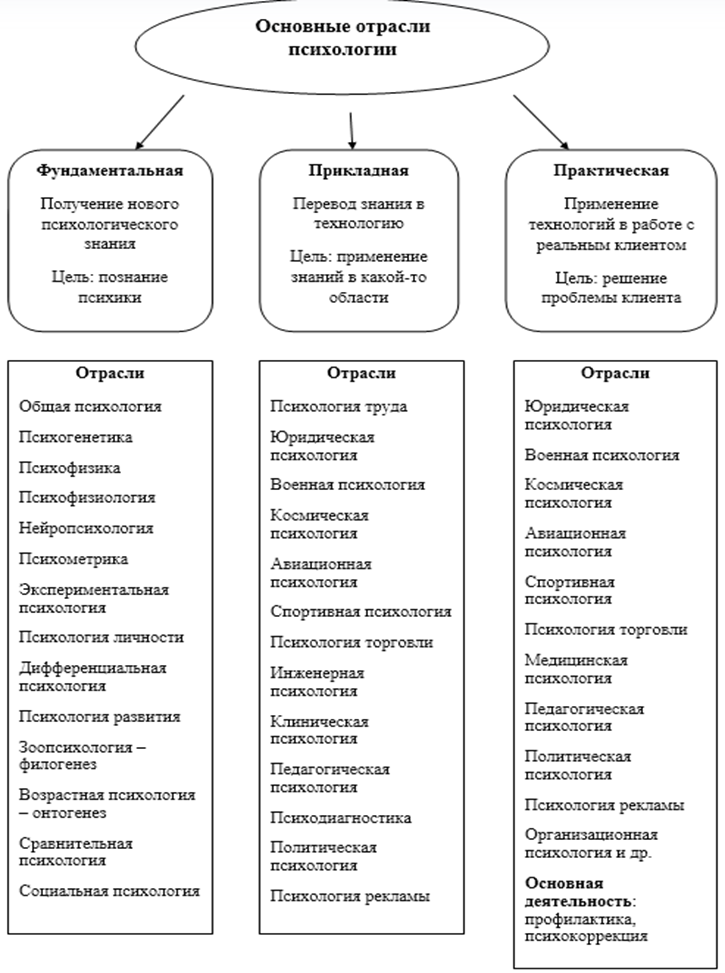 Основные отрасли
психологии
Фундаментальная
Получение нового
психологического
знания
Цель: познание
психики
Прикладная
Перевод знания в
технологию
Цель: применение
знаний в какой-то
области
Практическая
Применение
технологий в работе с
реальным клиентом
Цель: решение
проблемы клиента
Отрасли
Общая психология
Психогенетика
Психофизика
Психофизиология
Нейропсихология
Психометрика
Экспериментальная
психология
Психология личности
Дифференциальная
психология
Психология развития
Зоопсихология –
филогенез
Возрастная психология
– онтогенез
Сравнительная
психология
Социальная психология
Отрасли
Психология труда
Юридическая
психология
Военная психология
Космическая
психология
Авиационная
психология
Спортивная психология
Психология торговли
Инженерная
психология
Клиническая
психология
Педагогическая
психология
Психодиагностика
Политическая
психология
Психология рекламы
Отрасли
Юридическая
психология
Военная психология
Космическая
психология
Авиационная
психология
Спортивная
психология
Психология торговли
Медицинская
психология
Педагогическая
психология
Политическая
психология
Психология рекламы
Организационная
психология и др.
Основная
деятельность:
профилактика,
психокоррекция